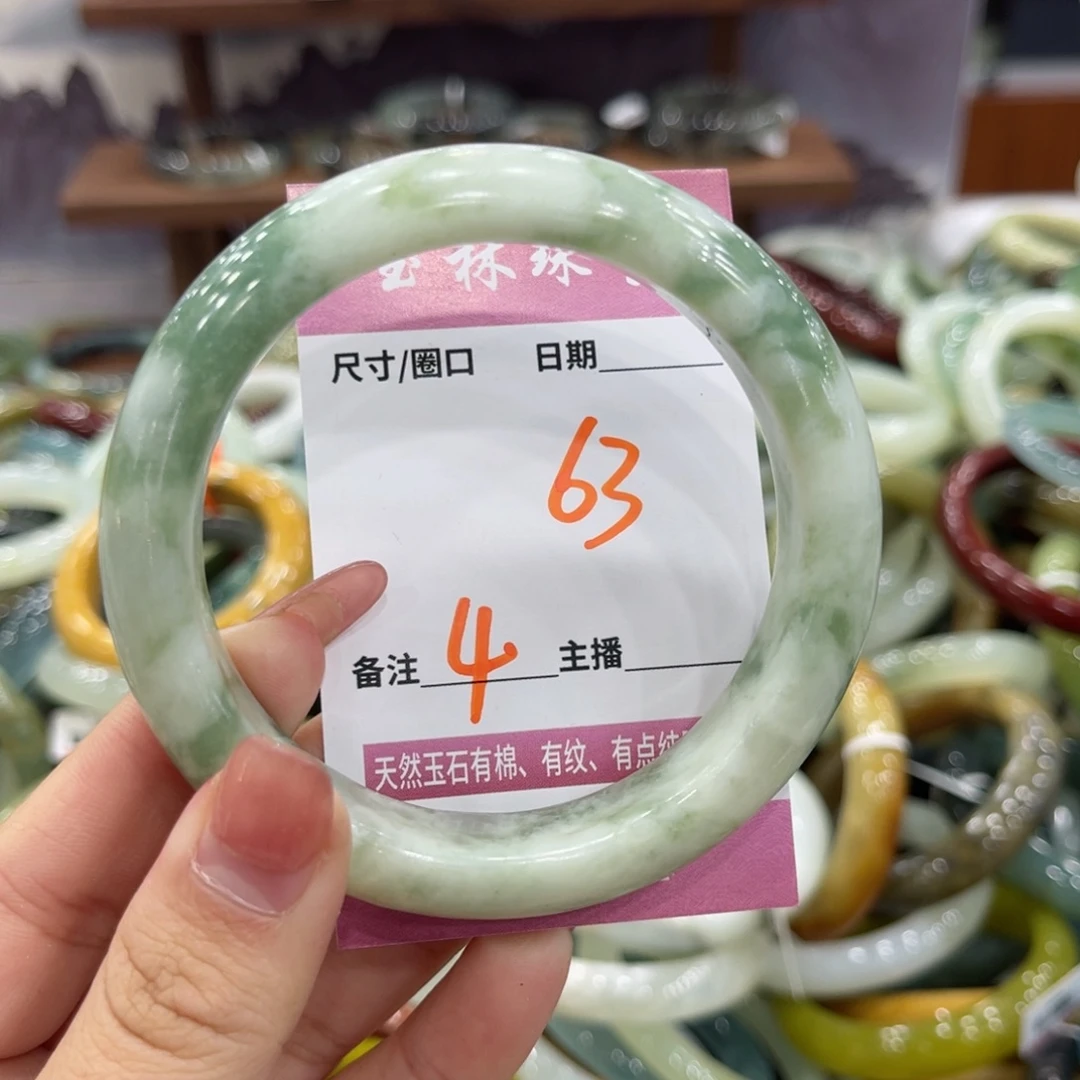 玉林珠
尺寸/圈口 日期
63
备注 4 主播
天然玉石有棉、有纹、有点